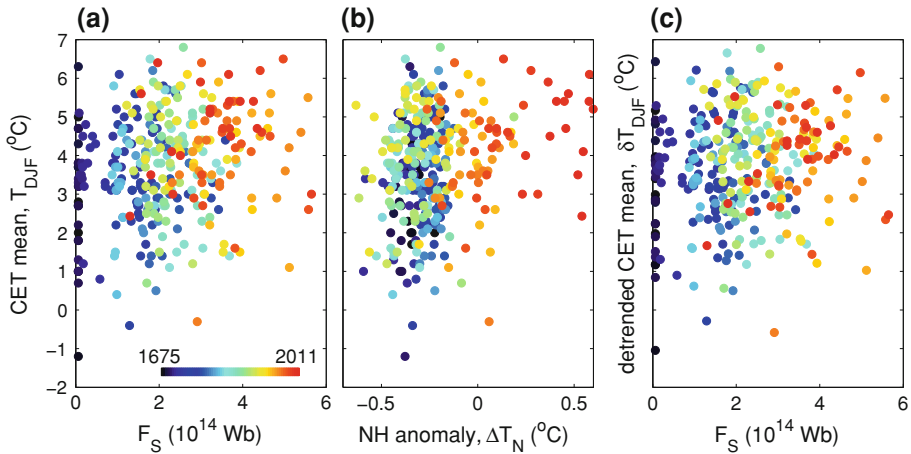 (a) (b) (c)
7
6
5
4
3
2
1
0
−1
−2
CET mean, T_DJF (°C)
1675 2011
0 2 4 6
F_S (10^14 Wb)
−0.5 0 0.5
NH anomaly, ΔT_N (°C)
detrended CET mean, δT_DJF (°C)
0 2 4 6
F_S (10^14 Wb)